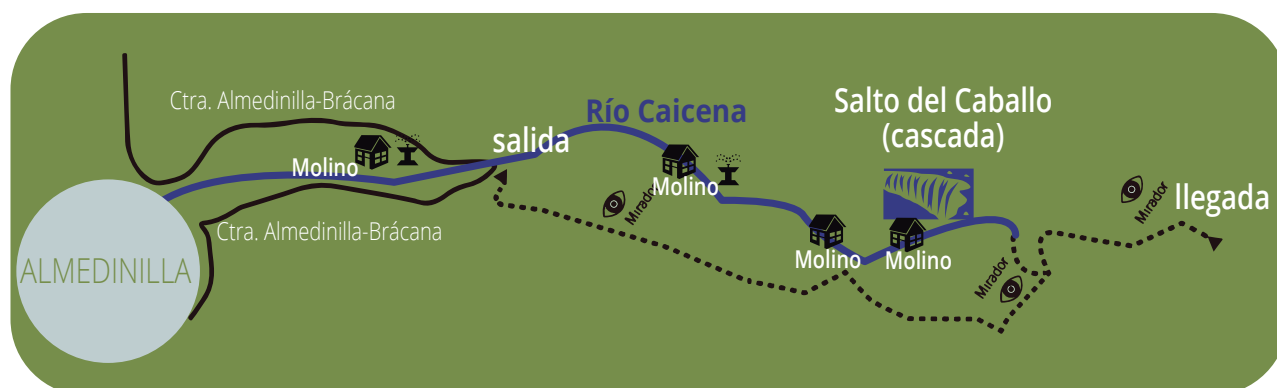 Ctra. Almedinilla-Brácana
Río Caicena
Salto del Caballo
(cascada)
salida
Molino
Molino
Mirador
Mirador
llegada
Ctra. Almedinilla-Brácana
ALMEDINILLA
Molino
Molino
Mirador